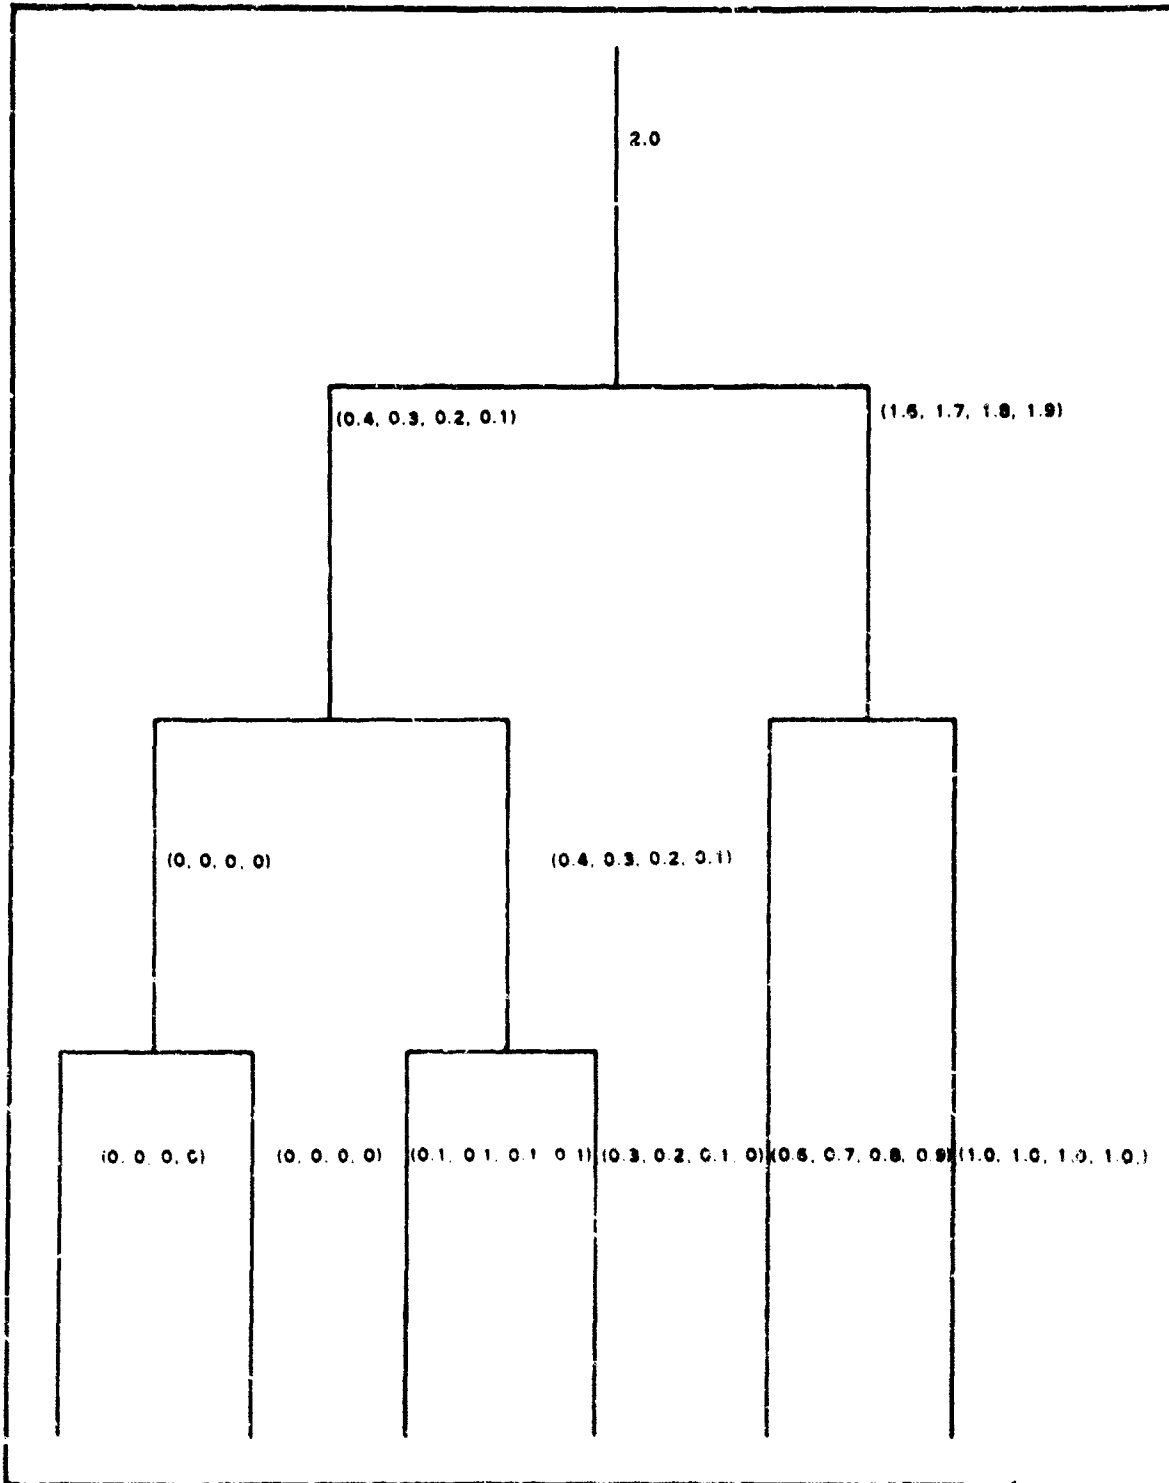 2.0
(0.4, 0.3, 0.2, 0.1)
(1.6, 1.7, 1.8, 1.9)
(0, 0, 0, 0)
(0.4, 0.3, 0.2, 0.1)
(0. 0. 0, 0)
(0, 0, 0, 0)
(0.1, 0 1, 0.1 0 1)
(0.3, 0.2, 0.1 0)
(0.6, 0.7, 0.8, 0.9)
(1.0, 1.0, 1.0, 1.0,)